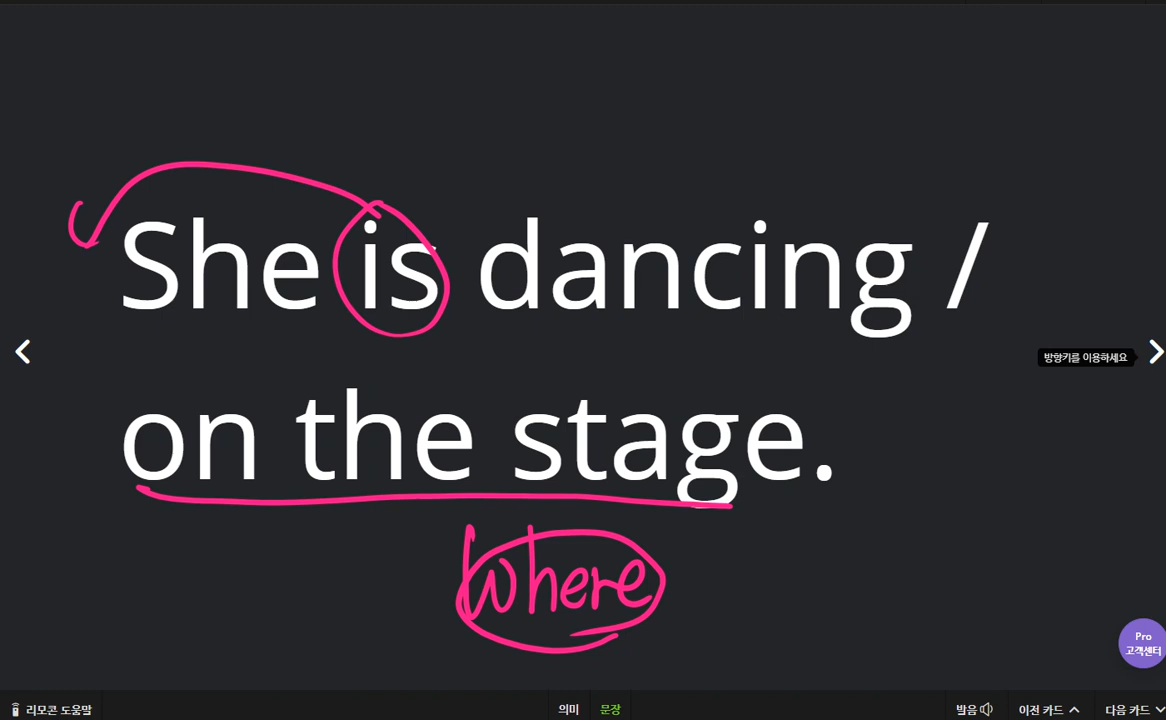 She is dancing /
방향키를 이용하세요
on the stage.
where
Pro
고객센터
리모콘 도움말
의미
문장
발음
이전 카드
다음 카드